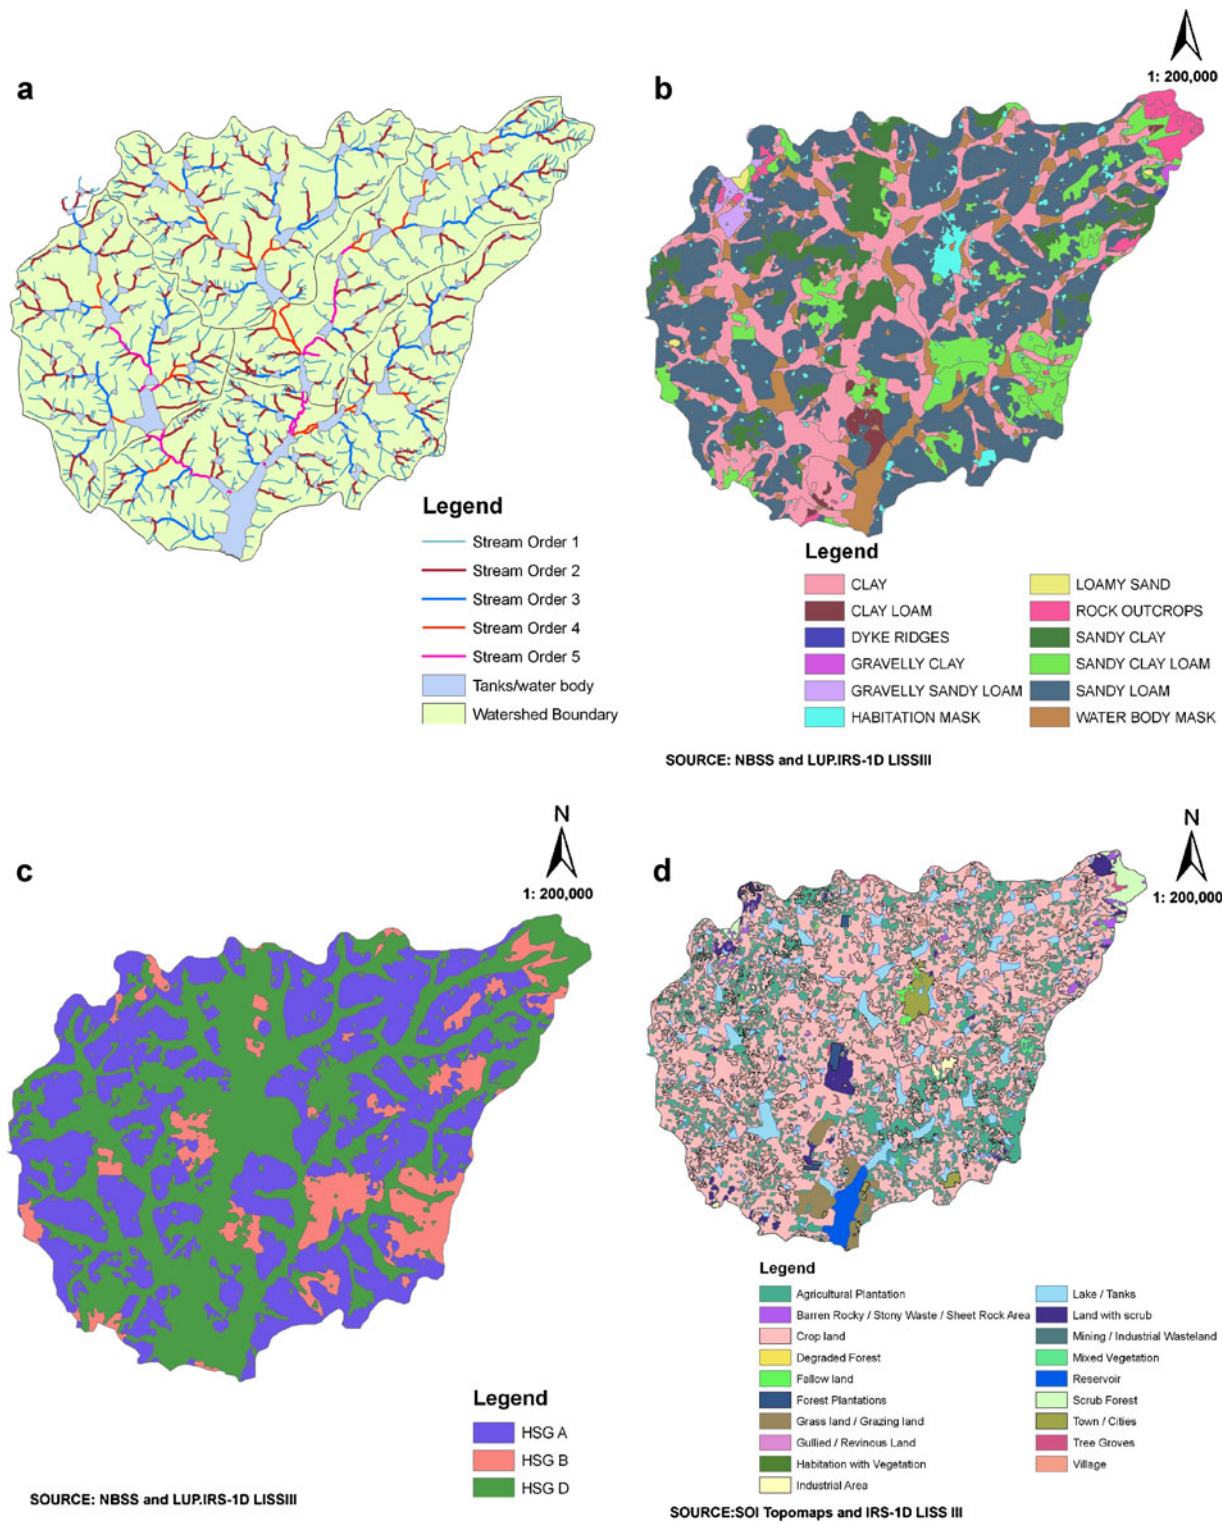 a
Legend
Stream Order 1
Stream Order 2
Stream Order 3
Stream Order 4
Stream Order 5
Tanks/water body
Watershed Boundary
b
1: 200,000
Legend
CLAY
CLAY LOAM
DYKE RIDGES
GRAVELLY CLAY
GRAVELLY SANDY LOAM
HABITATION MASK
LOAMY SAND
ROCK OUTCROPS
SANDY CLAY
SANDY CLAY LOAM
SANDY LOAM
WATER BODY MASK
SOURCE: NBSS and LUP.IRS-1D LISSIII
c
N
1: 200,000
Legend
HSG A
HSG B
HSG D
SOURCE: NBSS and LUP.IRS-1D LISSIII
d
N
1: 200,000
Legend
Agricultural Plantation
Barren Rocky / Stony Waste / Sheet Rock Area
Crop land
Degraded Forest
Fallow land
Forest Plantations
Grass land / Grazing land
Gullied / Revinous Land
Habitation with Vegetation
Industrial Area
Lake / Tanks
Land with scrub
Mining / Industrial Wasteland
Mixed Vegetation
Reservoir
Scrub Forest
Town / Cities
Tree Groves
Village
SOURCE:SOI Topomaps and IRS-1D LISS III